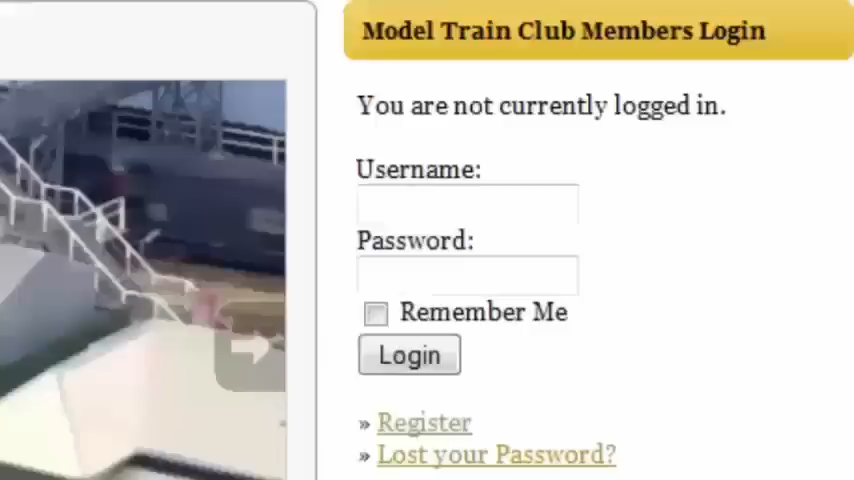 Model Train Club Members Login
You are not currently logged in.
Username:
Password:
Remember Me
Login
» Register
» Lost your Password?